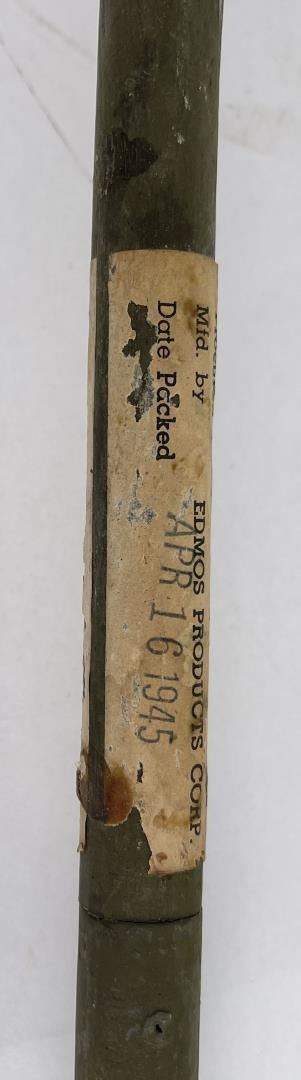 Mfd. by EDMOS PRODUCTS CORP.
Date Packed APR 16 1945